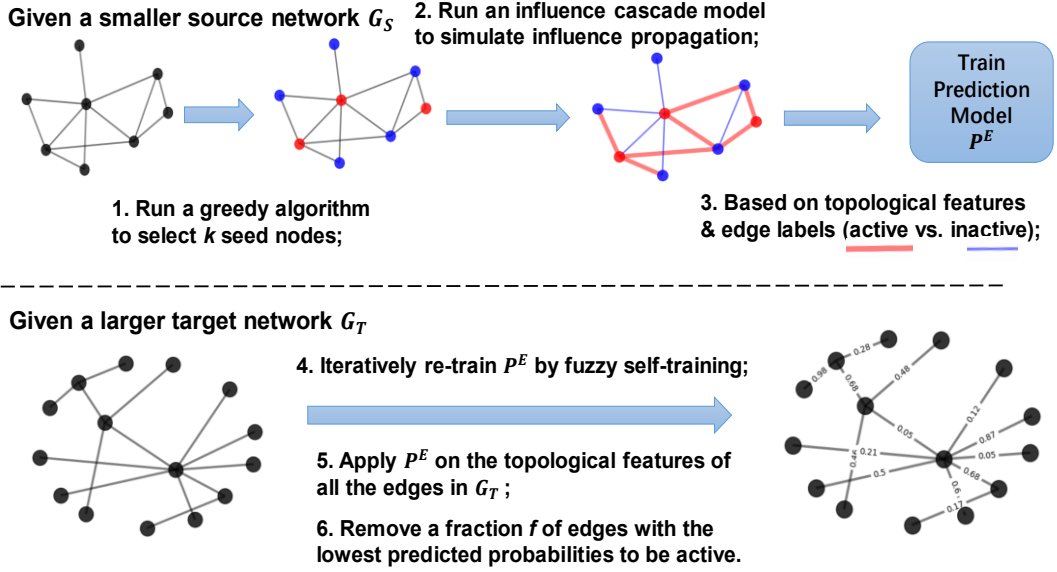 Given a smaller source network G_S
2. Run an influence cascade model
to simulate influence propagation;
Train
Prediction
Model
P^E
1. Run a greedy algorithm
to select k seed nodes;
3. Based on topological features
& edge labels (active vs. inactive);
Given a larger target network G_T
4. Iteratively re-train P^E by fuzzy self-training;
5. Apply P^E on the topological features of
all the edges in G_T ;
6. Remove a fraction f of edges with the
lowest predicted probabilities to be active.
0.28
0.98
0.68
0.48
0.12
0.05
0.87
0.21
0.05
0.5
0.68
0.6
0.17